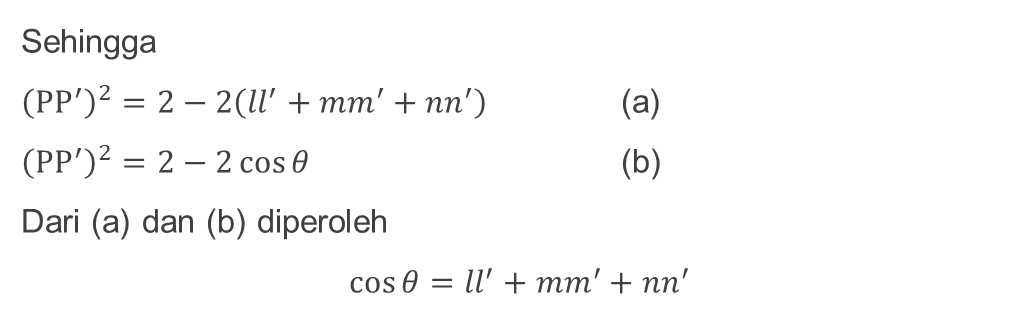 Sehingga
(PP′)² = 2 − 2(ll′ + mm′ + nn′) (a)
(PP′)² = 2 − 2 cos θ (b)
Dari (a) dan (b) diperoleh
cos θ = ll′ + mm′ + nn′